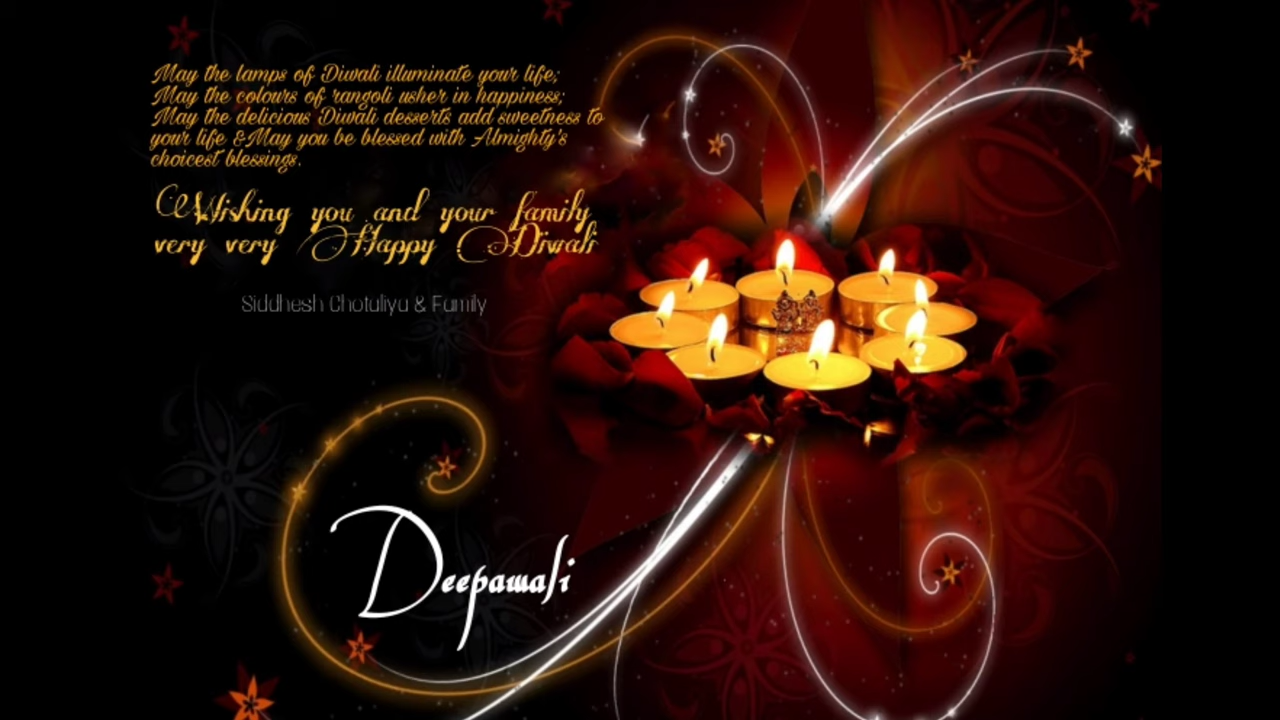 May the lamps of Diwali illuminate your life;
May the colours of rangoli usher in happiness;
May the delicious Diwali desserts add sweetness to
your life &May you be blessed with Almighty's
choicest blessings.
Wishing you and your family
very very Happy Diwali
Siddhesh Chotuliyu & Family
Deepawali